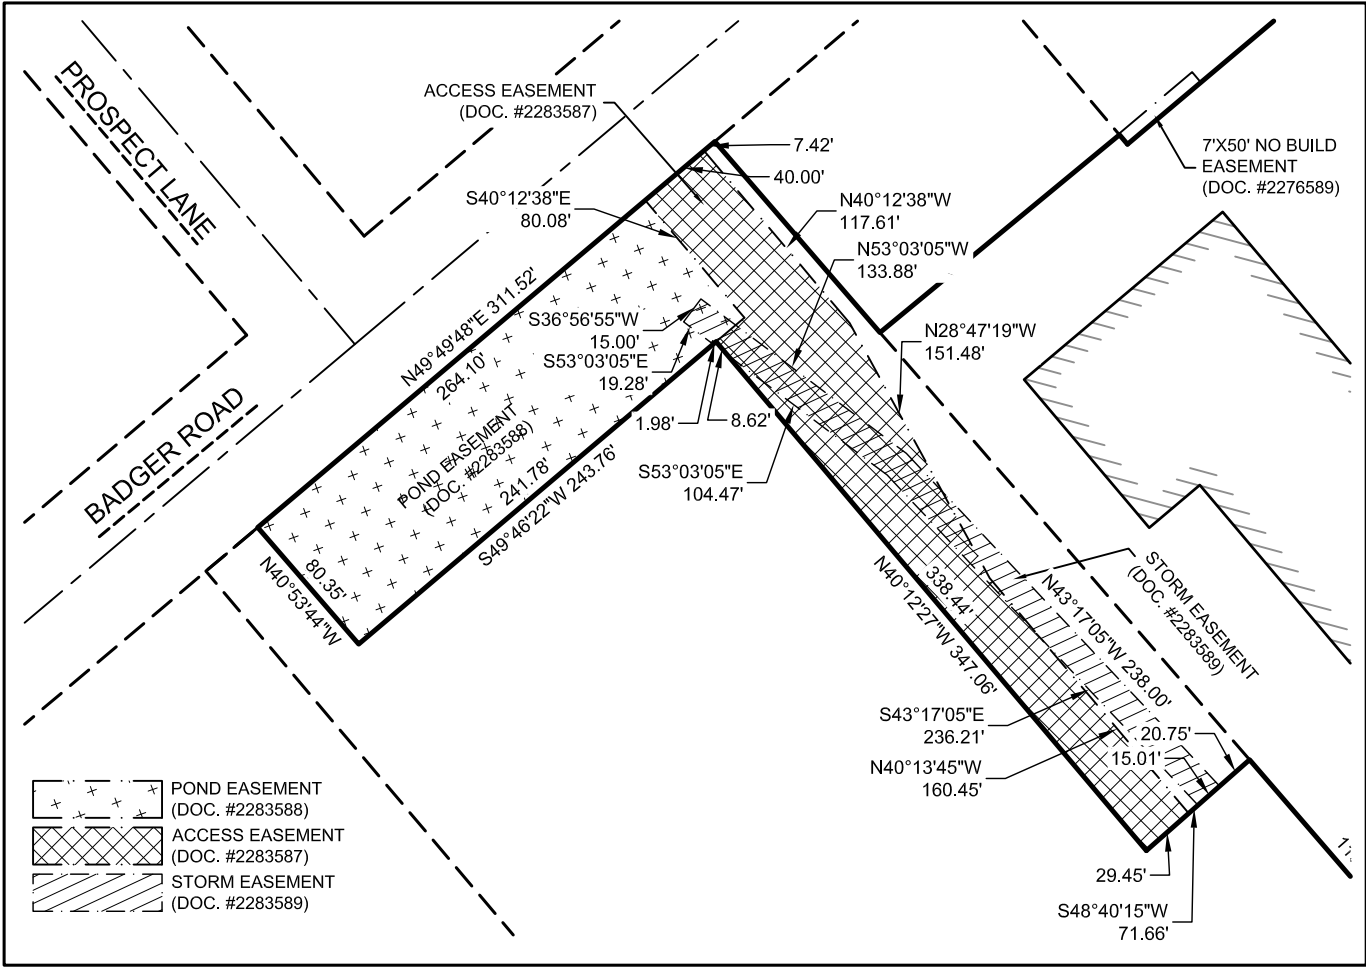 PROSPECT LANE
ACCESS EASEMENT
(DOC. #2283587)
7.42'
40.00'
7'X50' NO BUILD
EASEMENT
(DOC. #2276589)
S40°12'38"E
80.08'
N40°12'38"W
117.61'
N53°03'05"W
133.88'
N49°49'48"E 311.52'
264.10'
S36°56'55"W
15.00'
S53°03'05"E
19.28'
N28°47'19"W
151.48'
BADGER ROAD
1.98'
8.62'
POND EASEMENT
(DOC. #2283588)
241.78'
S49°46'22"W 243.76'
S53°03'05"E
104.47'
80.35'
N40°53'44"W
338.44'
N40°12'27"W 347.06'
STORM EASEMENT
(DOC. #2283589)
N43°17'05"W 238.00'
S43°17'05"E
236.21'
N40°13'45"W
160.45'
20.75'
15.01'
29.45'
S48°40'15"W
71.66'
POND EASEMENT
(DOC. #2283588)
ACCESS EASEMENT
(DOC. #2283587)
STORM EASEMENT
(DOC. #2283589)